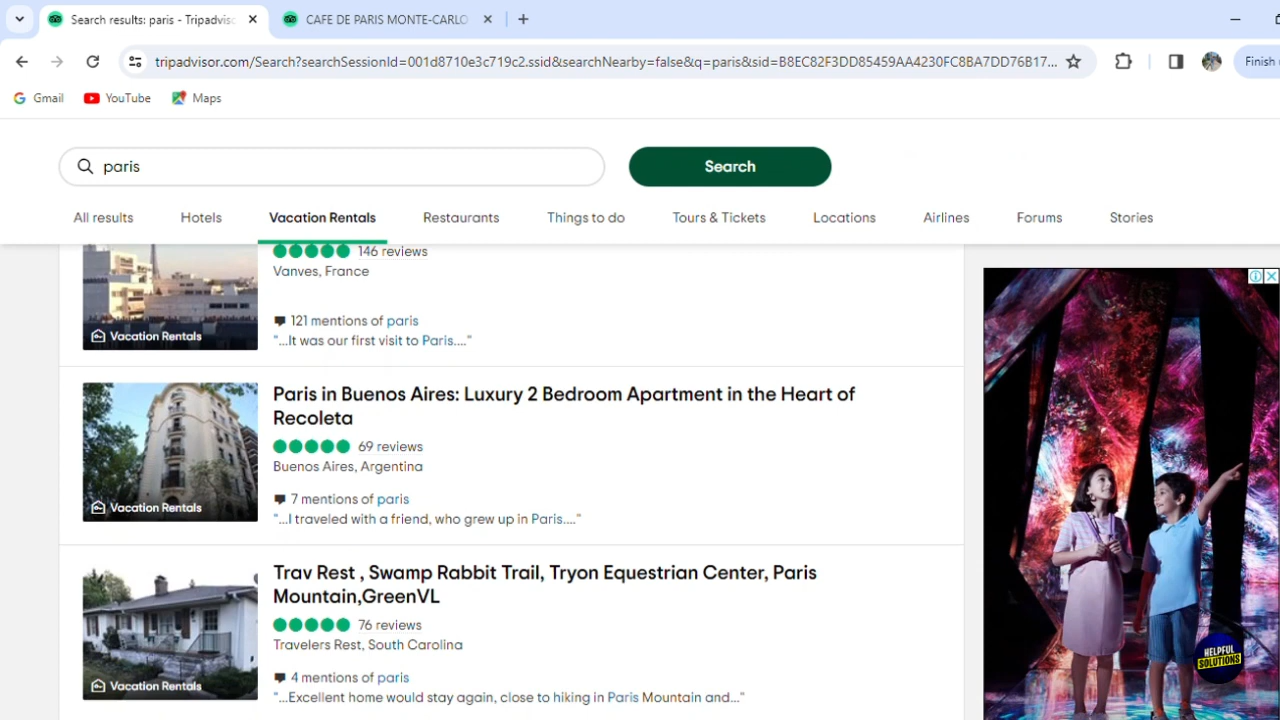 Search results: paris - Tripadvisc
CAFE DE PARIS MONTE-CARLO
tripadvisor.com/Search?searchSessionId=001d8710e3c719c2.ssid&searchNearby=false&q=paris&sid=B8EC82F3DD85459AA4230FC8BA7DD76B17...
Finish
Gmail
YouTube
Maps
paris
Search
All results
Hotels
Vacation Rentals
Restaurants
Things to do
Tours & Tickets
Locations
Airlines
Forums
Stories
146 reviews
Vanves, France
121 mentions of paris
"...It was our first visit to Paris...."
Vacation Rentals
Paris in Buenos Aires: Luxury 2 Bedroom Apartment in the Heart of
Recoleta
69 reviews
Buenos Aires, Argentina
7 mentions of paris
"...I traveled with a friend, who grew up in Paris...."
Vacation Rentals
Trav Rest , Swamp Rabbit Trail, Tryon Equestrian Center, Paris
Mountain,GreenVL
76 reviews
Travelers Rest, South Carolina
4 mentions of paris
"...Excellent home would stay again, close to hiking in Paris Mountain and..."
Vacation Rentals
HELPFUL
SOLUTIONS